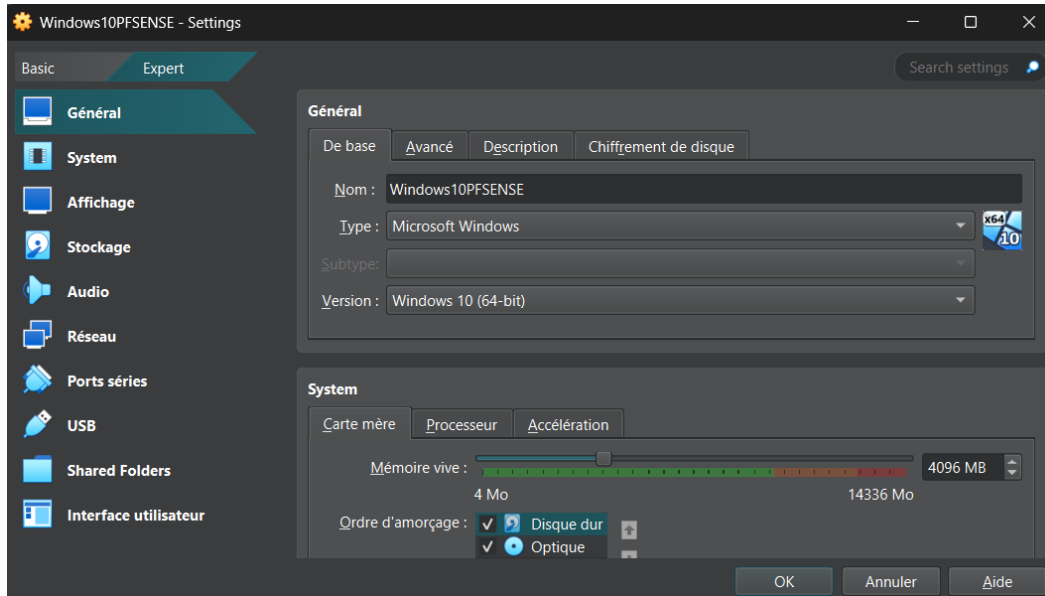 Windows10PFSENSE - Settings
Basic Expert Search settings
Général
System
Affichage
Stockage
Audio
Réseau
Ports séries
USB
Shared Folders
Interface utilisateur
Général
De base Avancé Description Chiffrement de disque
Nom : Windows10PFSENSE
Type : Microsoft Windows
x64
10
Subtype:
Version : Windows 10 (64-bit)
System
Carte mère Processeur Accélération
Mémoire vive : 4096 MB
4 Mo 14336 Mo
Ordre d'amorçage : Disque dur
Optique
OK Annuler Aide